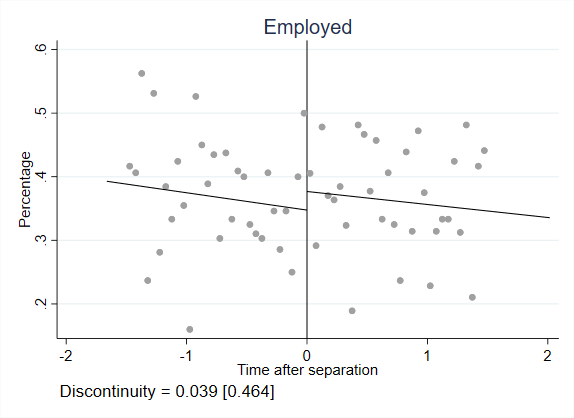 Employed
Percentage
.6
.5
.4
.3
.2
-2 -1 0 1 2
Time after separation
Discontinuity = 0.039 [0.464]